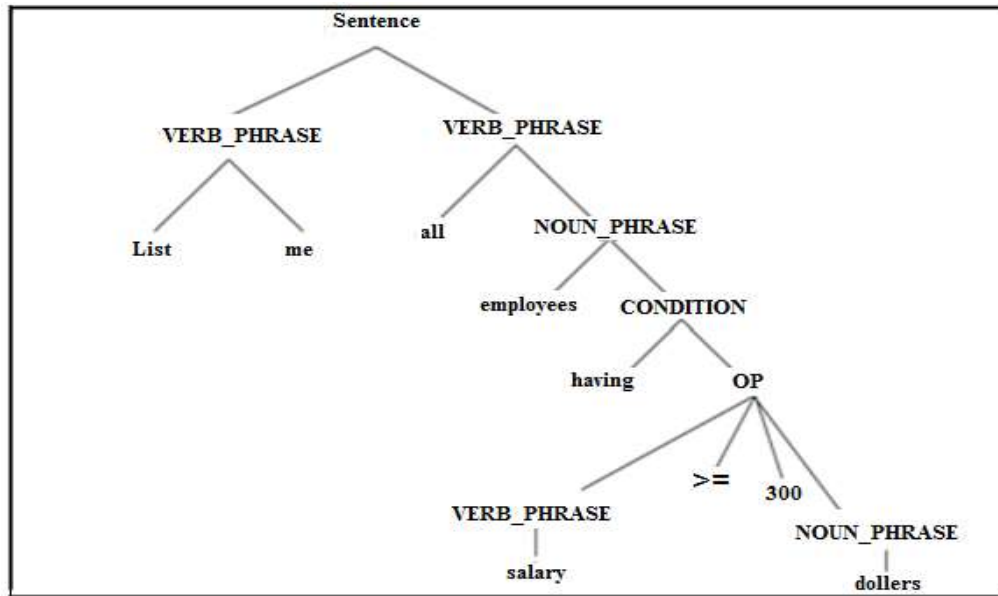 Sentence
VERB_PHRASE VERB_PHRASE
List me all NOUN_PHRASE
employees CONDITION
having OP
>= 300
VERB_PHRASE NOUN_PHRASE
salary dollers